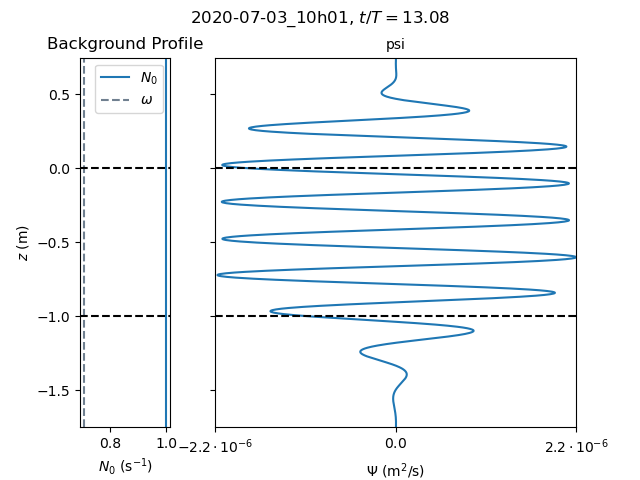 2020-07-03_10h01, t/T = 13.08
Background Profile
psi
N₀
ω
0.5
0.0
−0.5
−1.0
−1.5
z (m)
0.8
1.0
−2.2 · 10⁻⁶
0.0
2.2 · 10⁻⁶
N₀ (s⁻¹)
Ψ (m²/s)